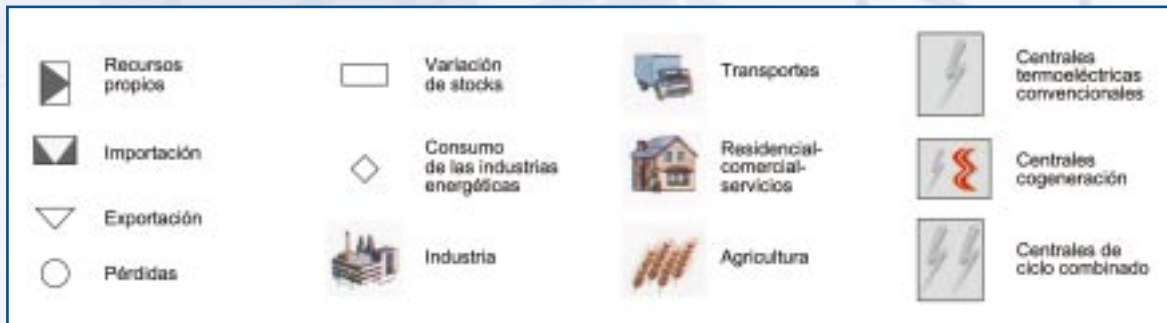 Recursos
propios
Importación
Exportación
Pérdidas
Variación
de stocks
Consumo
de las industrias
energéticas
Industria
Transportes
Residencial-
comercial-
servicios
Agricultura
Centrales
termoeléctricas
convencionales
Centrales
cogeneración
Centrales de
ciclo combinado